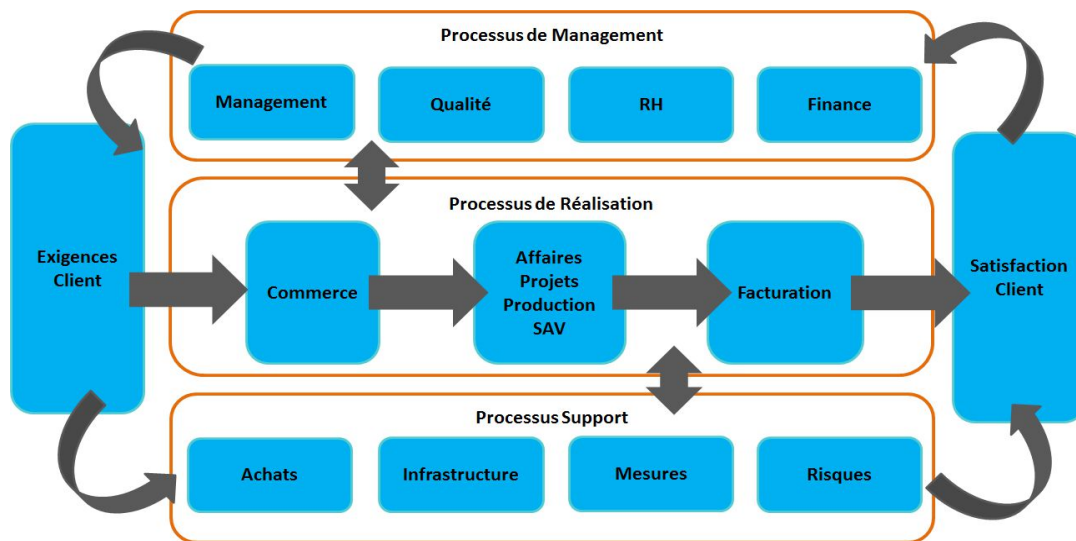 Processus de Management
Management
Qualité
RH
Finance
Exigences
Client
Processus de Réalisation
Commerce
Affaires
Projets
Production
SAV
Facturation
Satisfaction
Client
Processus Support
Achats
Infrastructure
Mesures
Risques